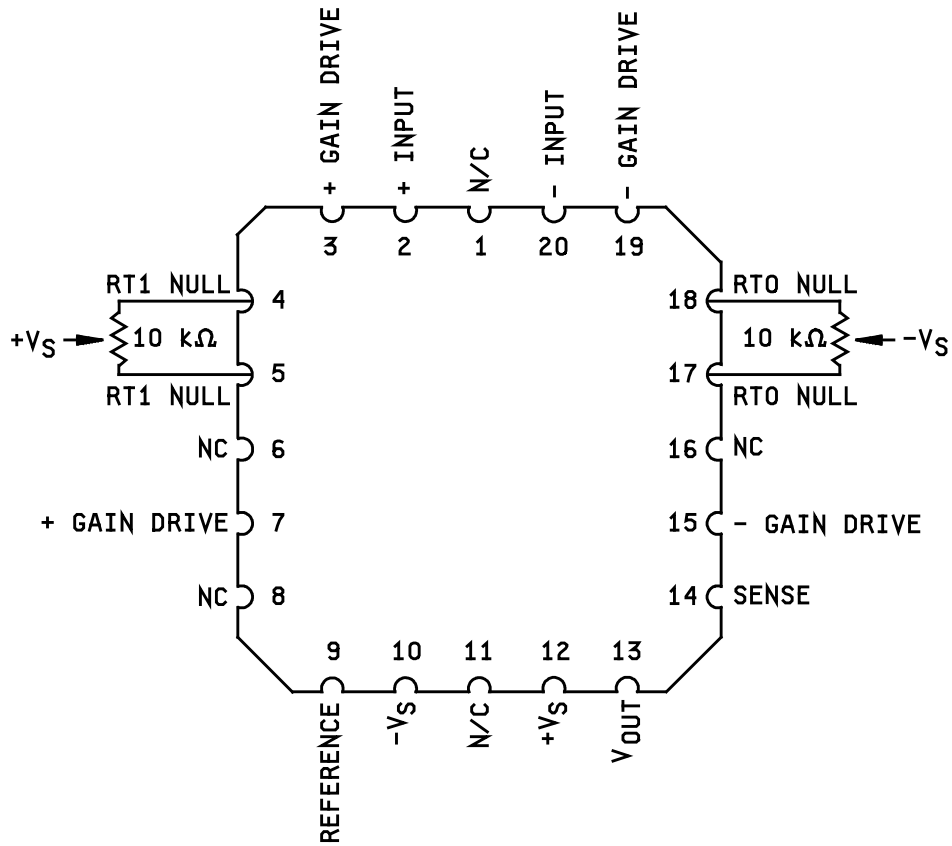 + GAIN DRIVE
+ INPUT
N/C
- INPUT
- GAIN DRIVE
3
2
1
20
19
RT1 NULL
4
18
RTO NULL
+VS
10 kΩ
10 kΩ
-VS
RT1 NULL
5
17
RTO NULL
NC
6
16
NC
+ GAIN DRIVE
7
15
- GAIN DRIVE
NC
8
14
SENSE
9
10
11
12
13
REFERENCE
-VS
N/C
+VS
VOUT